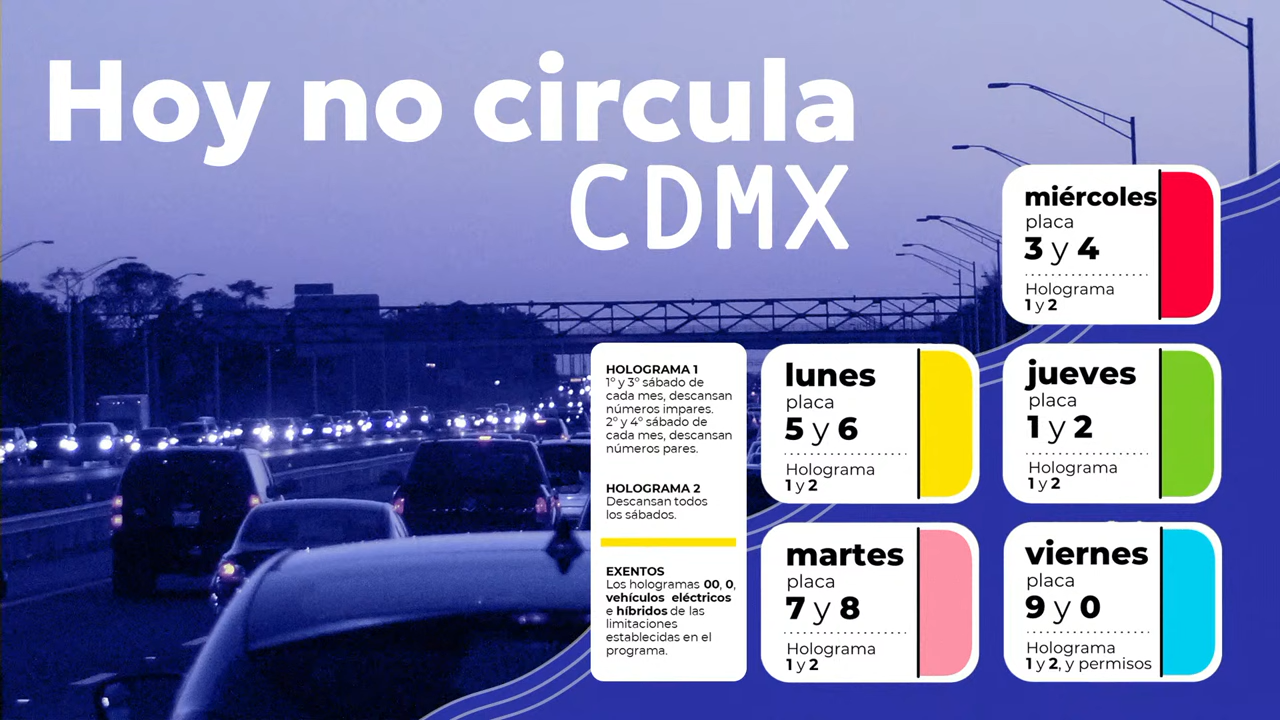 Hoy no circula
CDMX
miércoles
placa
3 y 4
Holograma
1 y 2
HOLOGRAMA 1
1º y 3º sábado de
cada mes, descansan
números impares.
2º y 4º sábado de
cada mes, descansan
números pares.
HOLOGRAMA 2
Descansan todos
los sábados.
EXENTOS
Los hologramas 00, 0,
vehículos eléctricos
e híbridos de las
limitaciones
establecidas en el
programa.
lunes
placa
5 y 6
Holograma
1 y 2
jueves
placa
1 y 2
Holograma
1 y 2
martes
placa
7 y 8
Holograma
1 y 2
viernes
placa
9 y 0
Holograma
1 y 2, y permisos